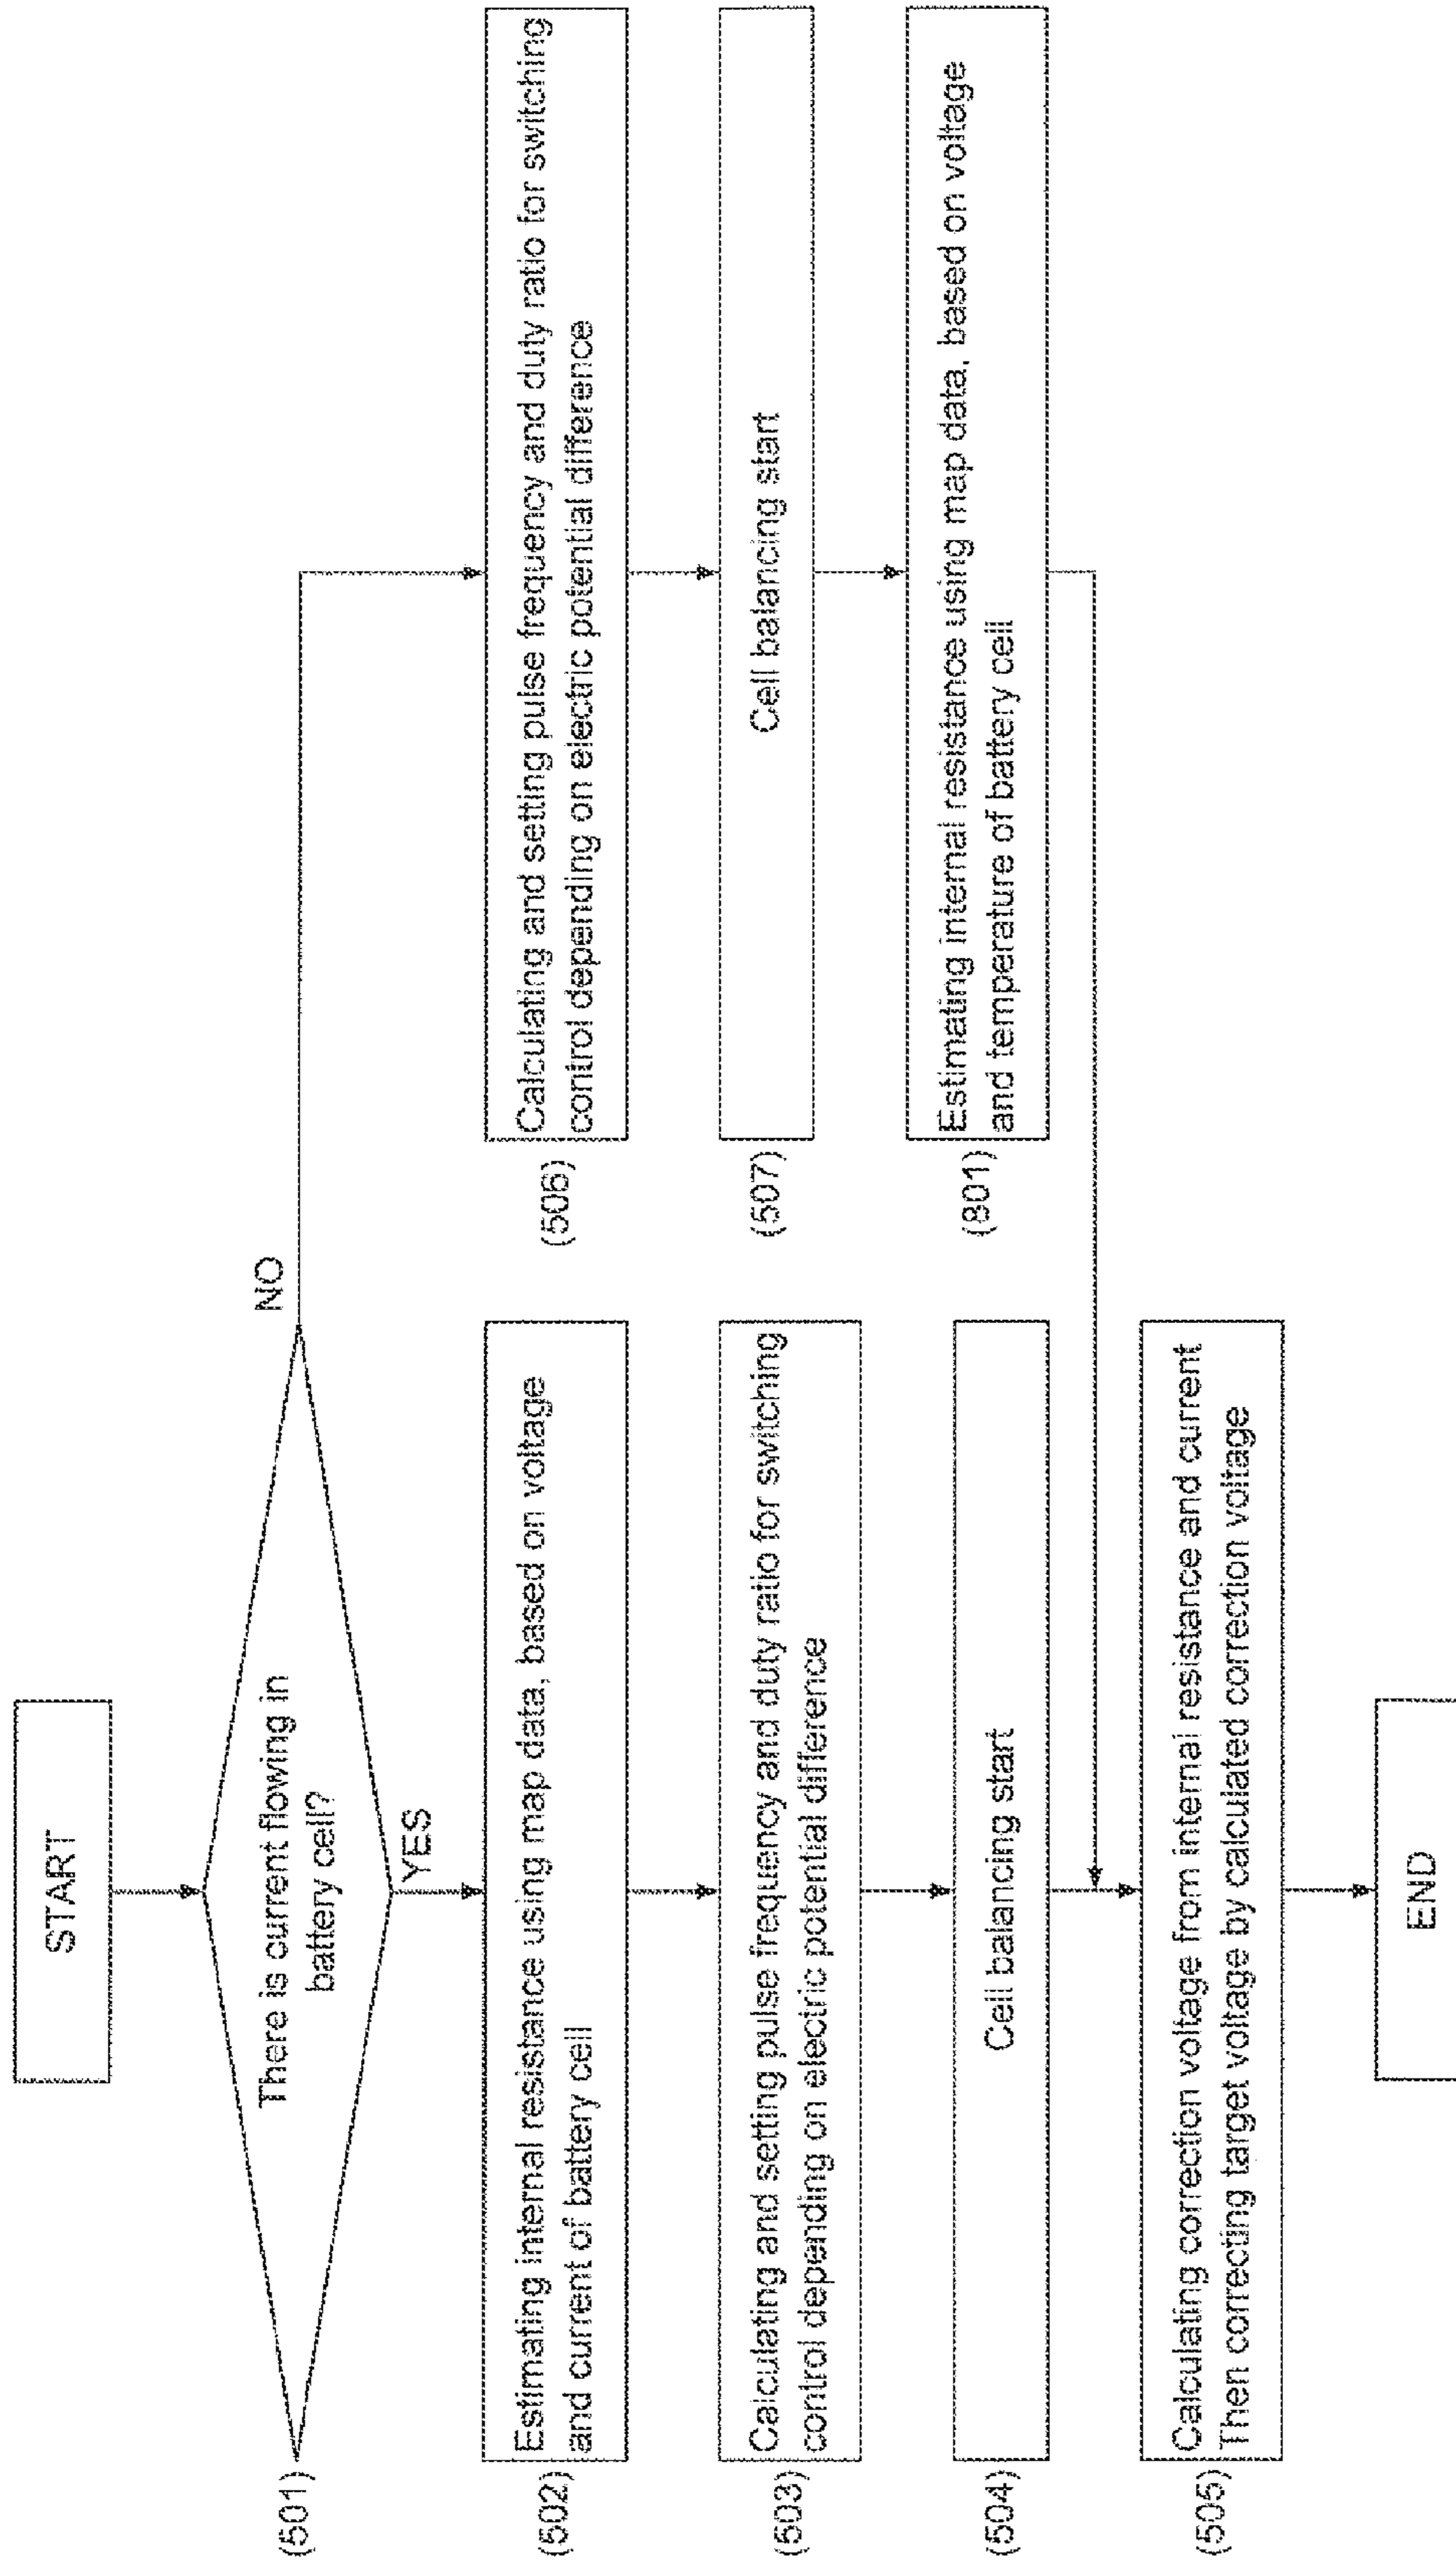 START
(501)
There is current flowing in
battery cell?
NO
YES
(502)
Estimating internal resistance using map data, based on voltage
and current of battery cell
(503)
Calculating and setting pulse frequency and duty ratio for switching
control depending on electric potential difference
(504)
Cell balancing start
(505)
Calculating correction voltage from internal resistance and current
Then correcting target voltage by calculated correction voltage
END
(506)
Calculating and setting pulse frequency and duty ratio for switching
control depending on electric potential difference
(507)
Cell balancing start
(801)
Estimating internal resistance using map data, based on voltage
and temperature of battery cell